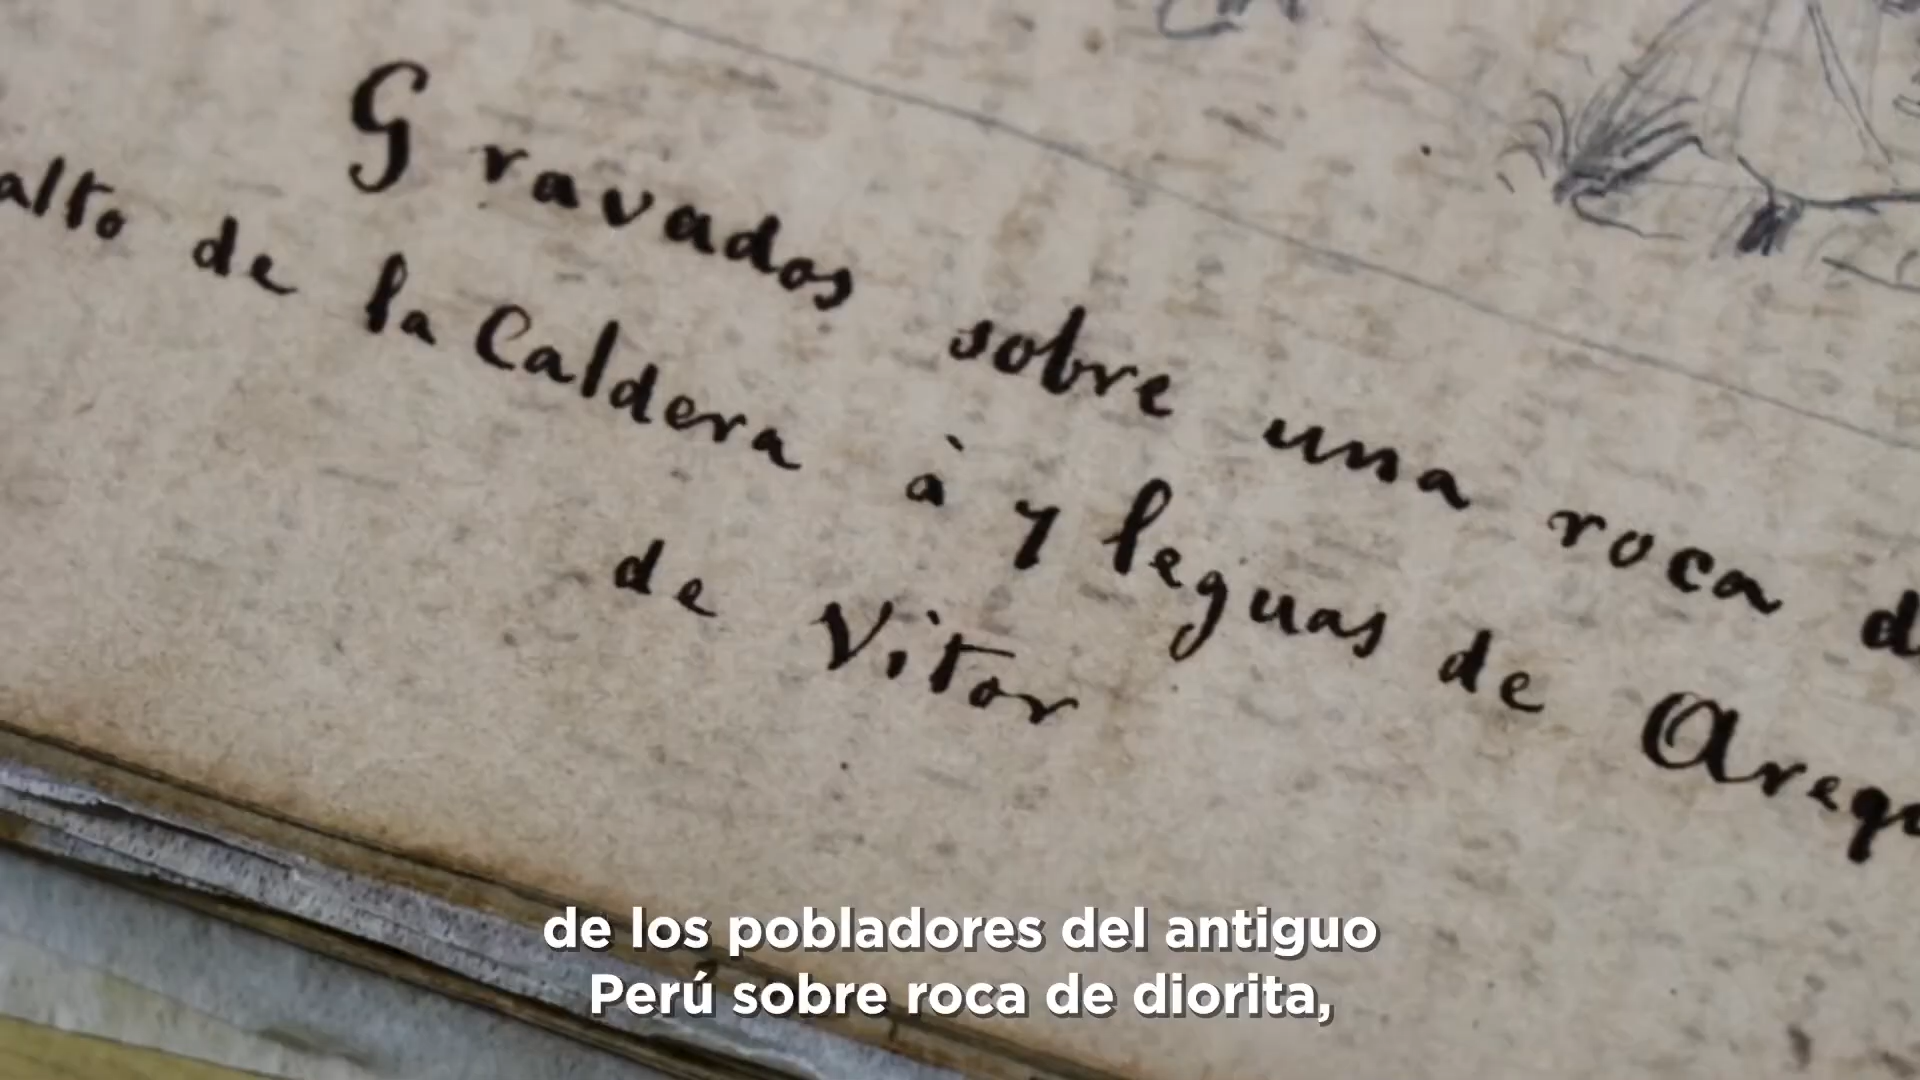 Gravados sobre una roca d
alto de la Caldera à 7 leguas de Arequ
de Vitor
de los pobladores del antiguo
Perú sobre roca de diorita,